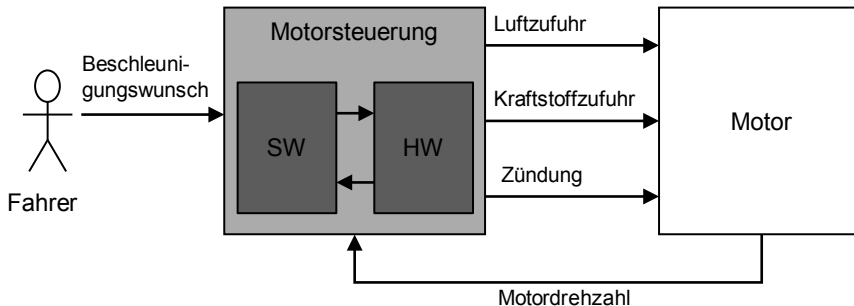 Motorsteuerung
Luftzufuhr
Beschleuni-
gungswunsch
Kraftstoffzufuhr
Motor
SW
HW
Zündung
Fahrer
Motordrehzahl